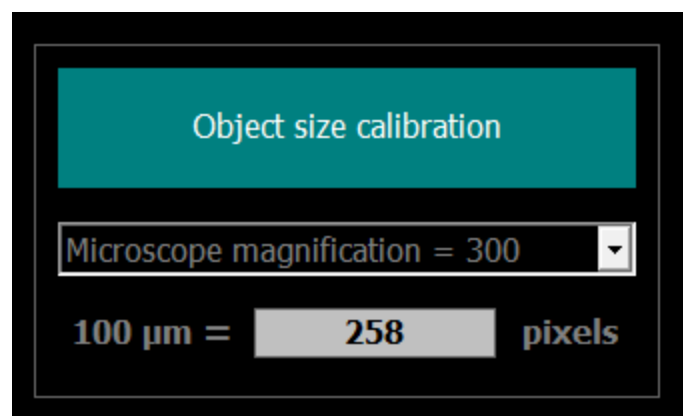 Object size calibration
Microscope magnification = 300
100 µm = 258 pixels